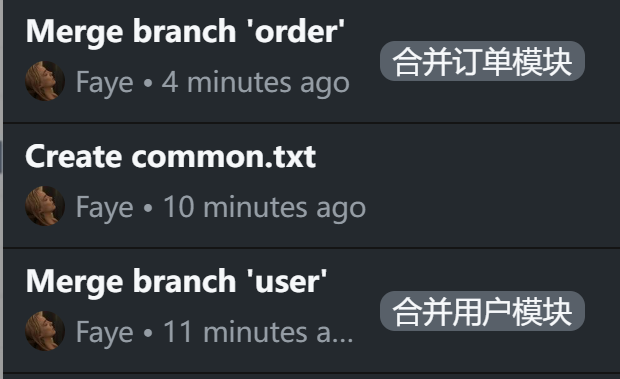 Merge branch 'order'
Faye • 4 minutes ago
合并订单模块
Create common.txt
Faye • 10 minutes ago
Merge branch 'user'
Faye • 11 minutes a...
合并用户模块